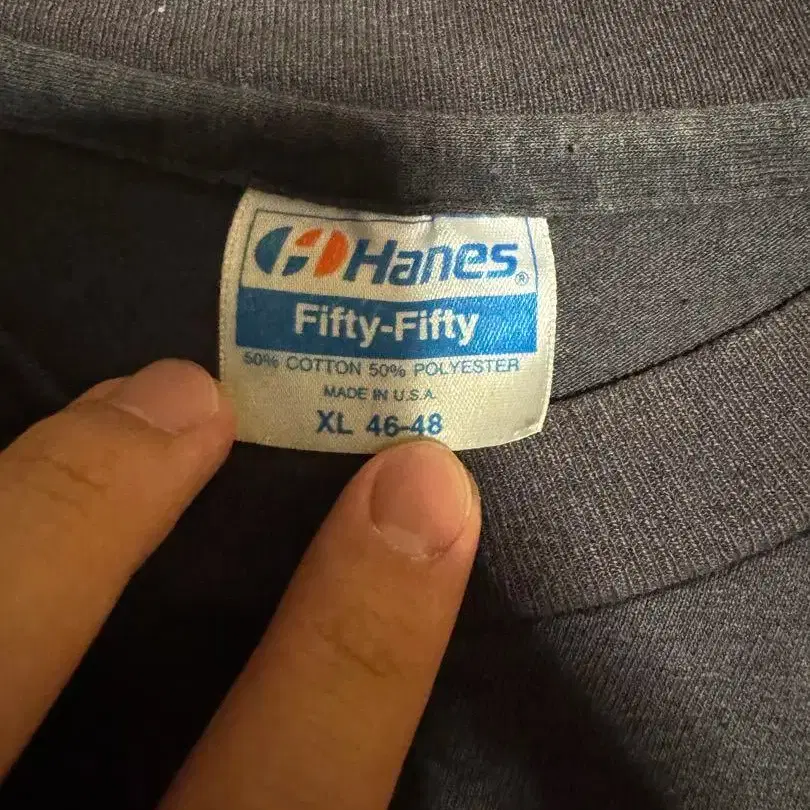 Hanes®
Fifty-Fifty
50% COTTON 50% POLYESTER
MADE IN U.S.A.
XL 46-48